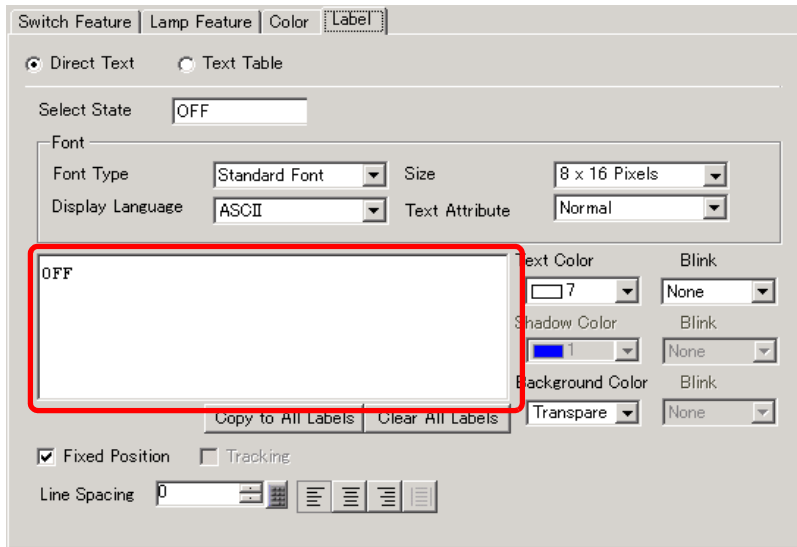 Switch Feature Lamp Feature Color Label
Direct Text Text Table
Select State OFF
Font
Font Type Standard Font Size 8 x 16 Pixels
Display Language ASCII Text Attribute Normal
OFF
Text Color Blink
7 None
Shadow Color Blink
1 None
Background Color Blink
Transpare None
Copy to All Labels Clear All Labels
Fixed Position Tracking
Line Spacing 0